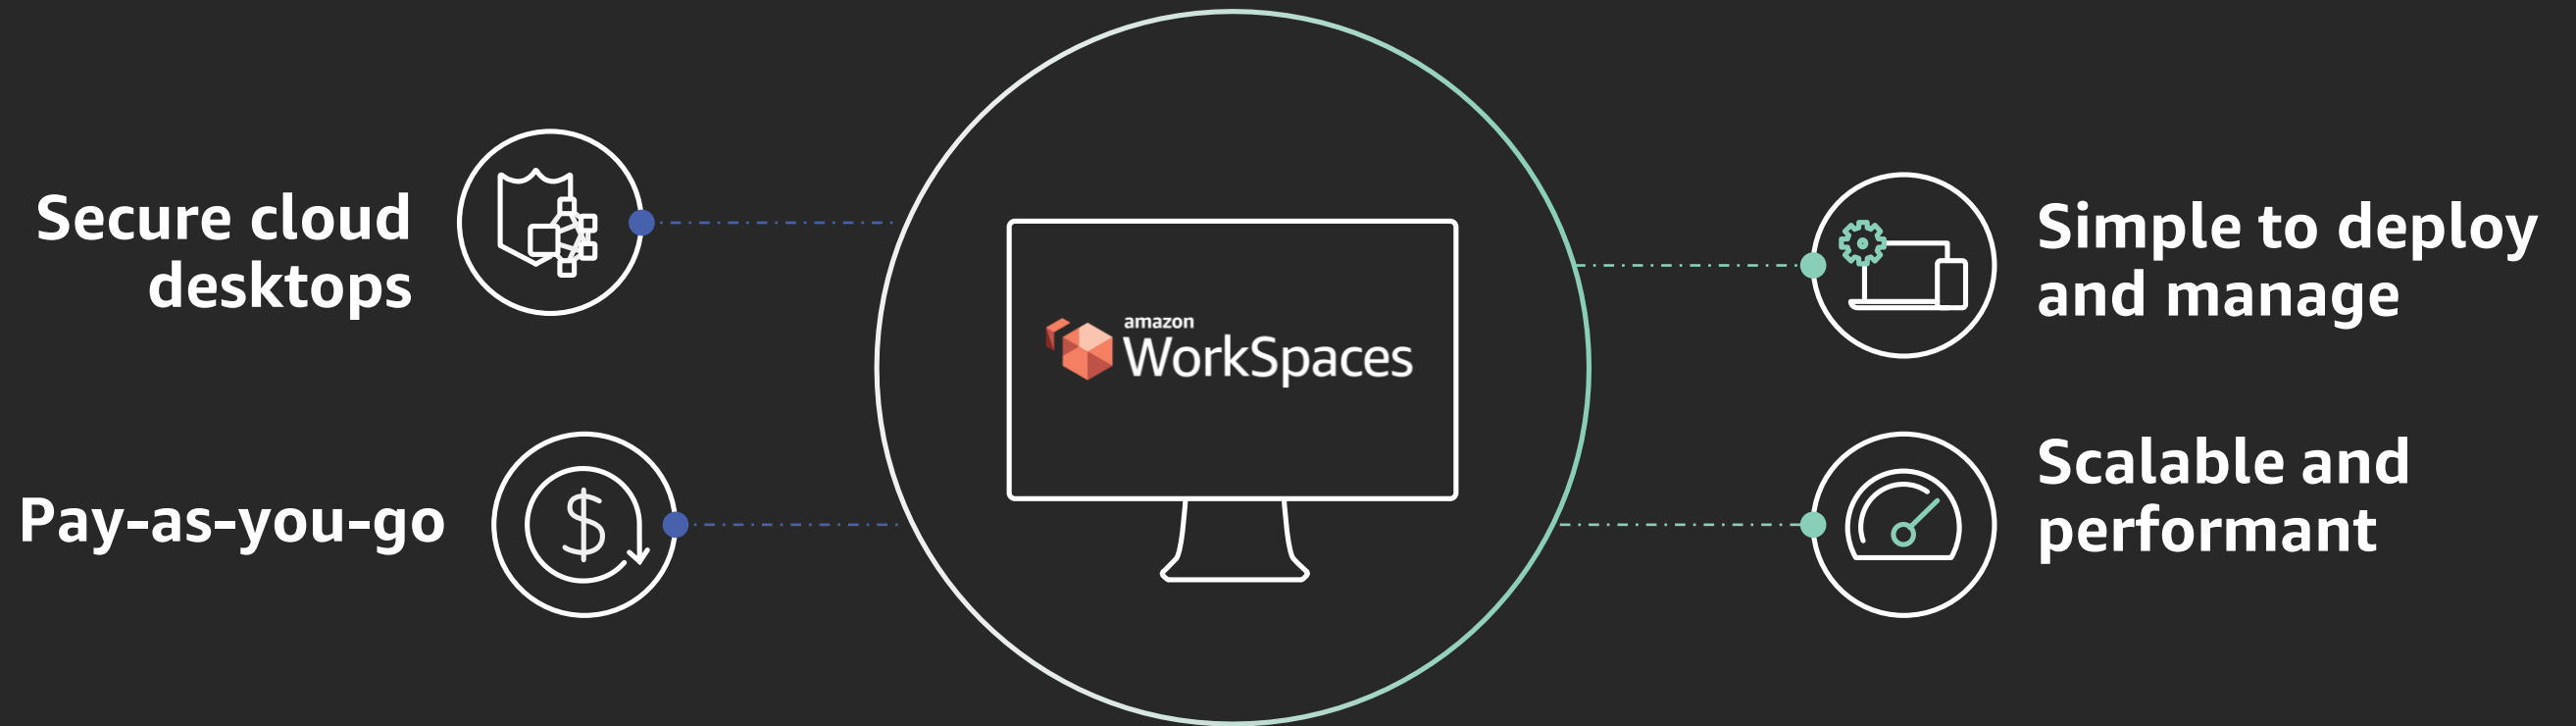 Secure cloud
desktops
Pay-as-you-go
amazon
WorkSpaces
Simple to deploy
and manage
Scalable and
performant